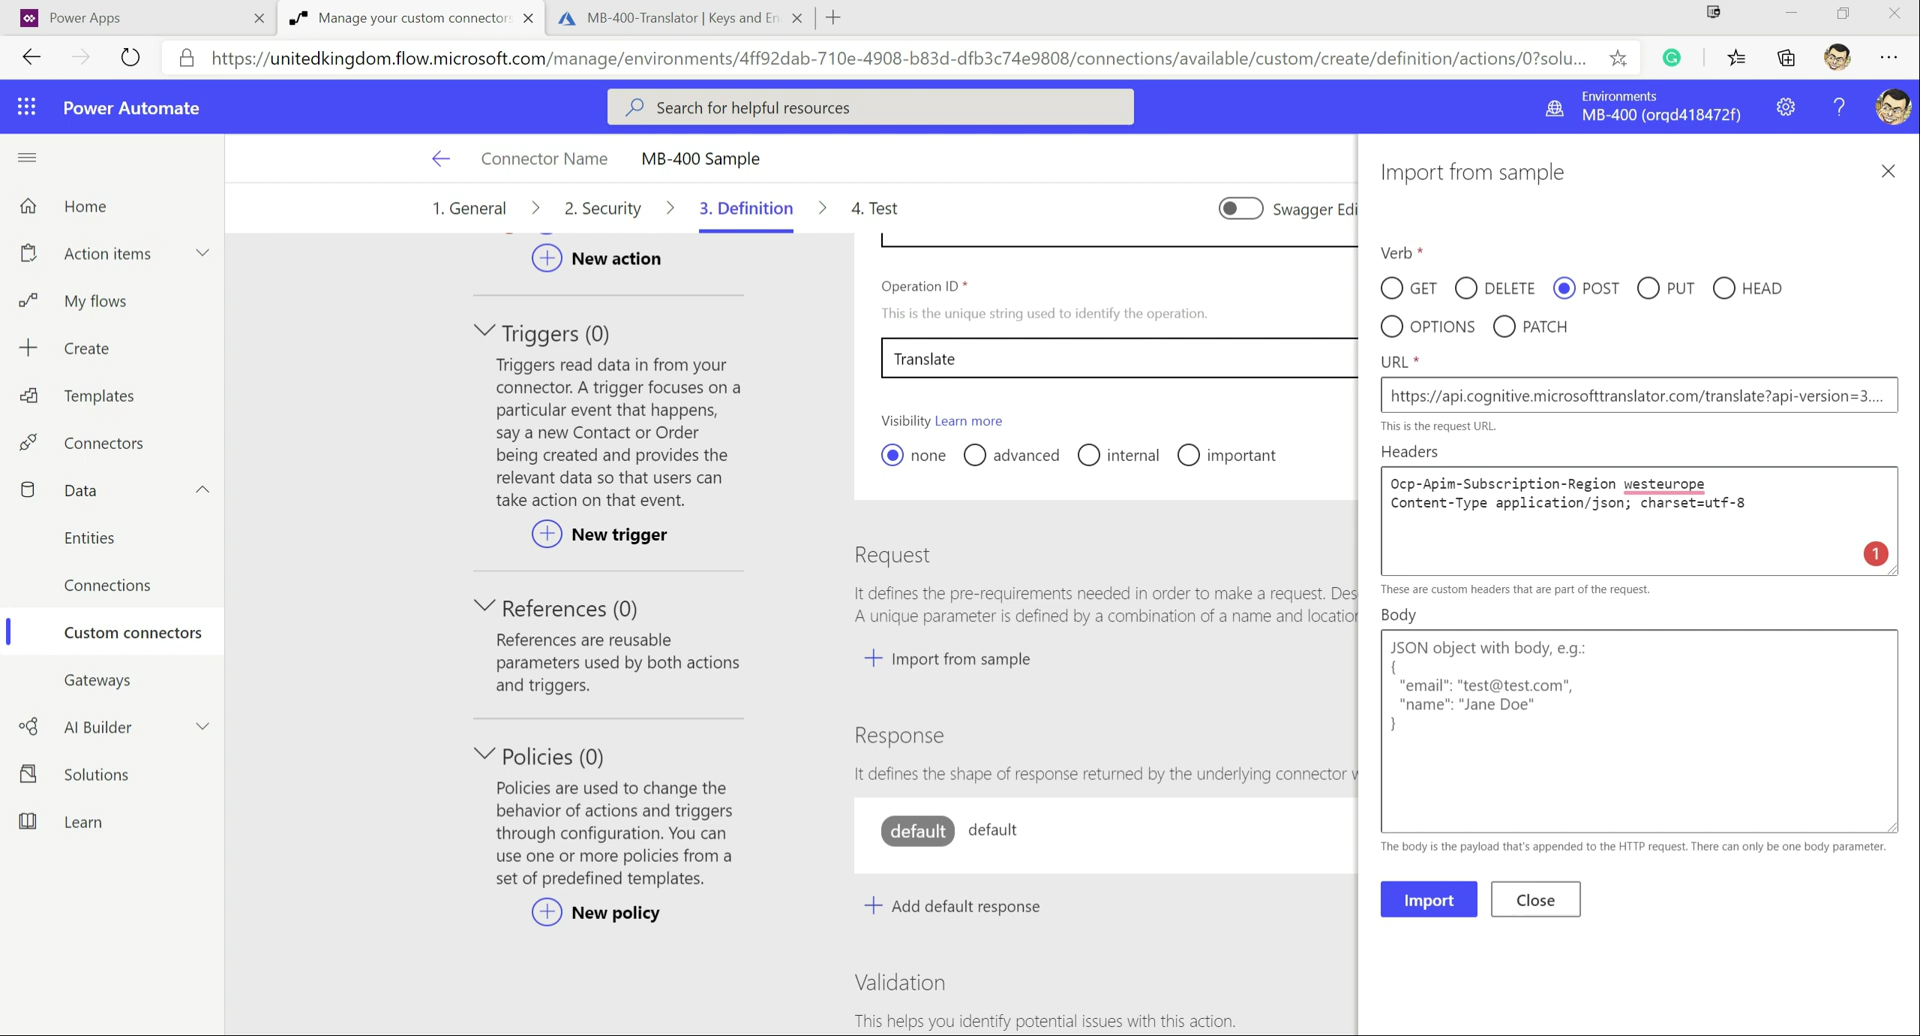 Power Apps
Manage your custom connectors
MB-400-Translator | Keys and En
https://unitedkingdom.flow.microsoft.com/manage/environments/4ff92dab-710e-4908-b83d-dfb3c74e9808/connections/available/custom/create/definition/actions/0?solu...
Power Automate
Search for helpful resources
Environments
MB-400 (orqd418472f)
Home
Action items
My flows
Create
Templates
Connectors
Data
Entities
Connections
Custom connectors
Gateways
AI Builder
Solutions
Learn
Connector Name
MB-400 Sample
1. General
2. Security
3. Definition
4. Test
Swagger Edi
New action
Triggers (0)
Triggers read data in from your
connector. A trigger focuses on a
particular event that happens,
say a new Contact or Order
being created and provides the
relevant data so that users can
take action on that event.
New trigger
References (0)
References are reusable
parameters used by both actions
and triggers.
Policies (0)
Policies are used to change the
behavior of actions and triggers
through configuration. You can
use one or more policies from a
set of predefined templates.
New policy
Operation ID *
This is the unique string used to identify the operation.
Translate
Visibility Learn more
none
advanced
internal
important
Request
It defines the pre-requirements needed in order to make a request. Des
A unique parameter is defined by a combination of a name and location
Import from sample
Response
It defines the shape of response returned by the underlying connector w
default
default
Add default response
Validation
This helps you identify potential issues with this action.
Import from sample
Verb *
GET
DELETE
POST
PUT
HEAD
OPTIONS
PATCH
URL *
https://api.cognitive.microsofttranslator.com/translate?api-version=3....
This is the request URL.
Headers
Ocp-Apim-Subscription-Region westeurope
Content-Type application/json; charset=utf-8
1
These are custom headers that are part of the request.
Body
JSON object with body, e.g.:
{
"email": "test@test.com",
"name": "Jane Doe"
}
The body is the payload that's appended to the HTTP request. There can only be one body parameter.
Import
Close